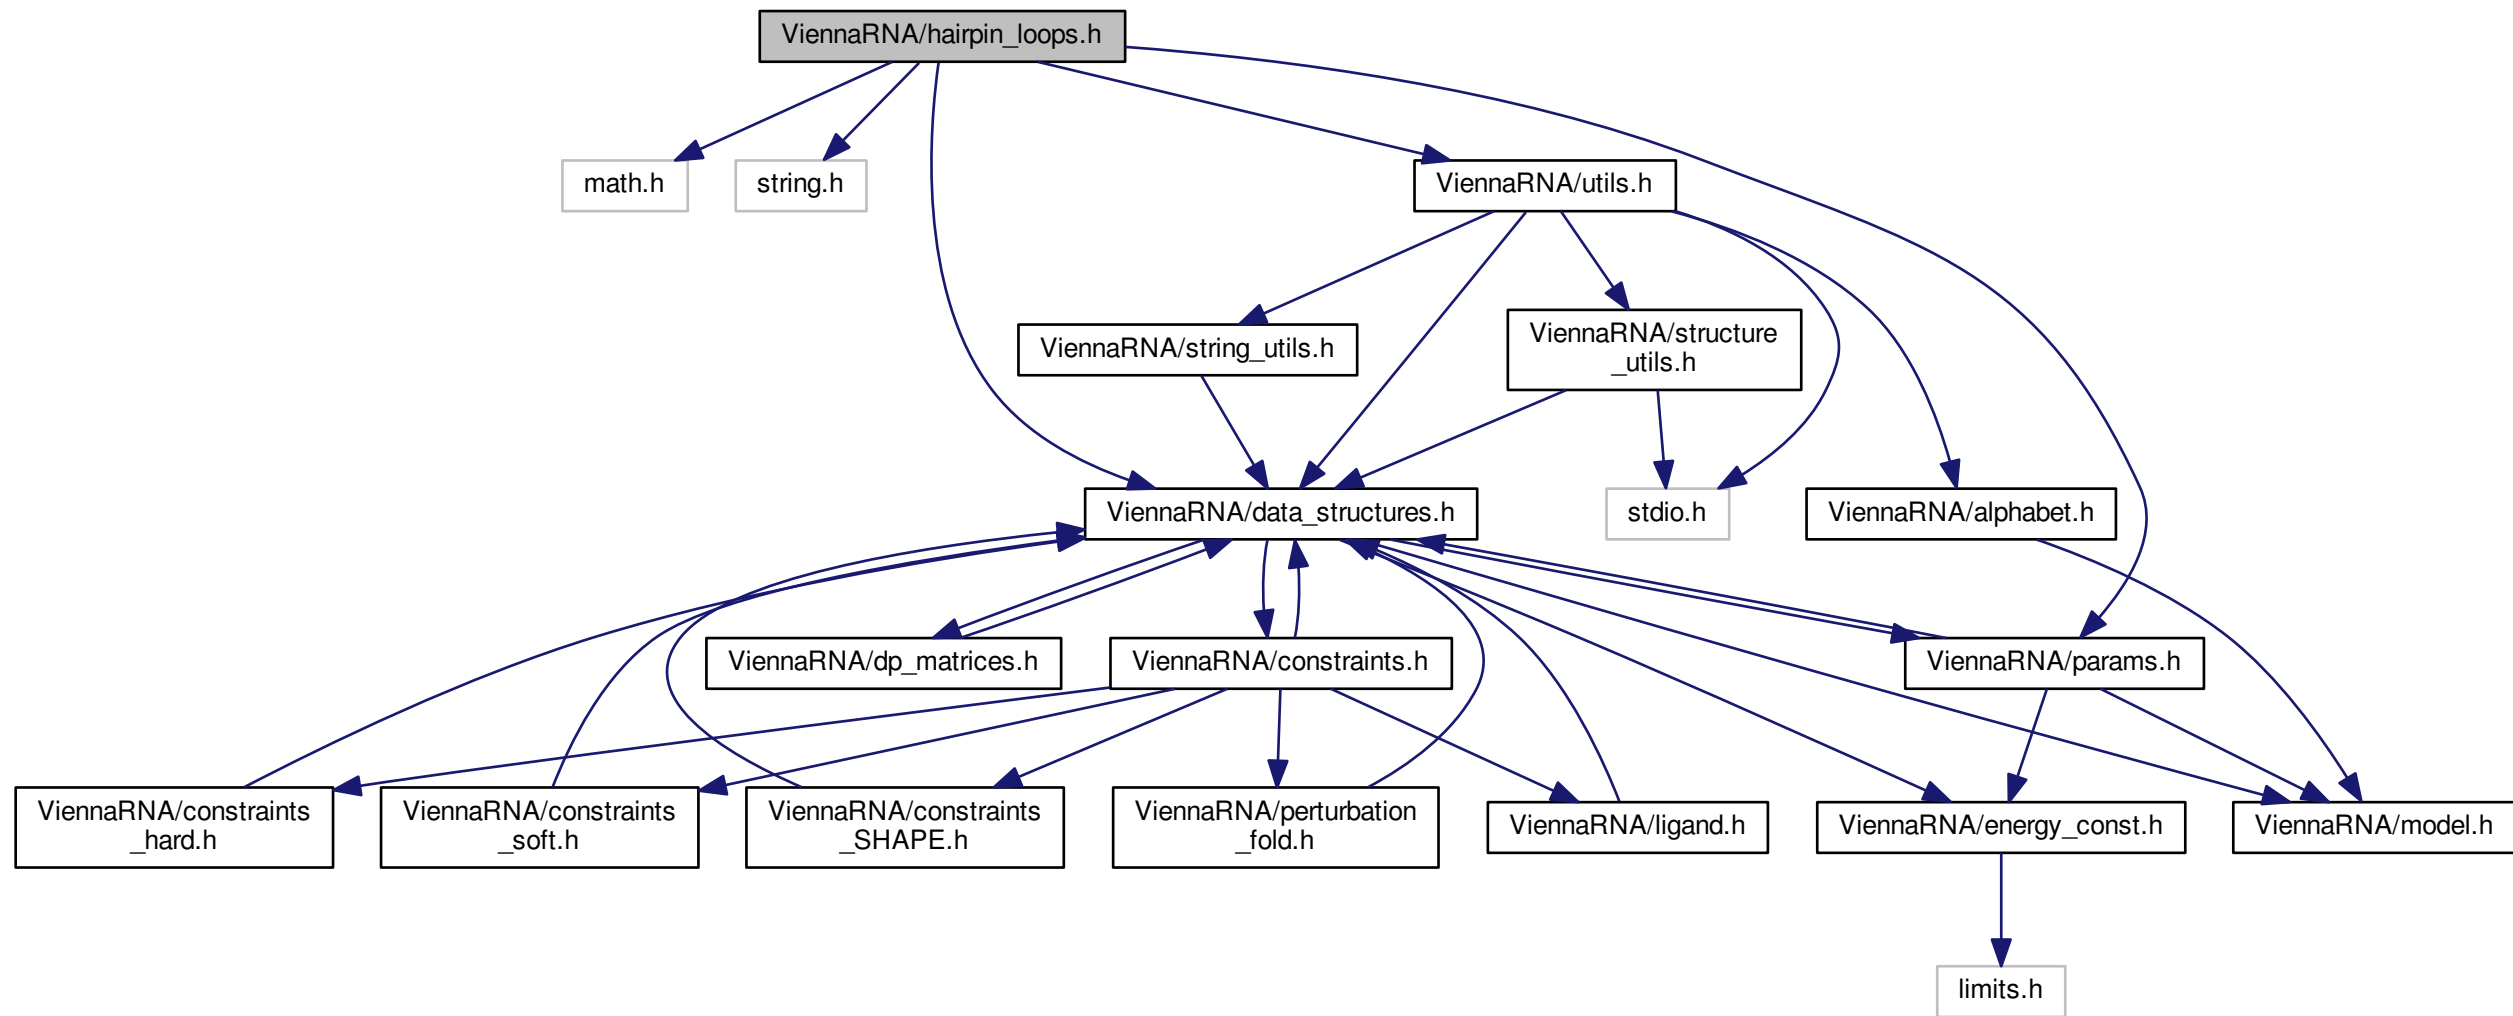 ViennaRNA/hairpin_loops.h
math.h
string.h
ViennaRNA/utils.h
ViennaRNA/string_utils.h
ViennaRNA/structure
_utils.h
ViennaRNA/data_structures.h
stdio.h
ViennaRNA/alphabet.h
ViennaRNA/dp_matrices.h
ViennaRNA/constraints.h
ViennaRNA/params.h
ViennaRNA/constraints
_hard.h
ViennaRNA/constraints
_soft.h
ViennaRNA/constraints
_SHAPE.h
ViennaRNA/perturbation
_fold.h
ViennaRNA/ligand.h
ViennaRNA/energy_const.h
ViennaRNA/model.h
limits.h